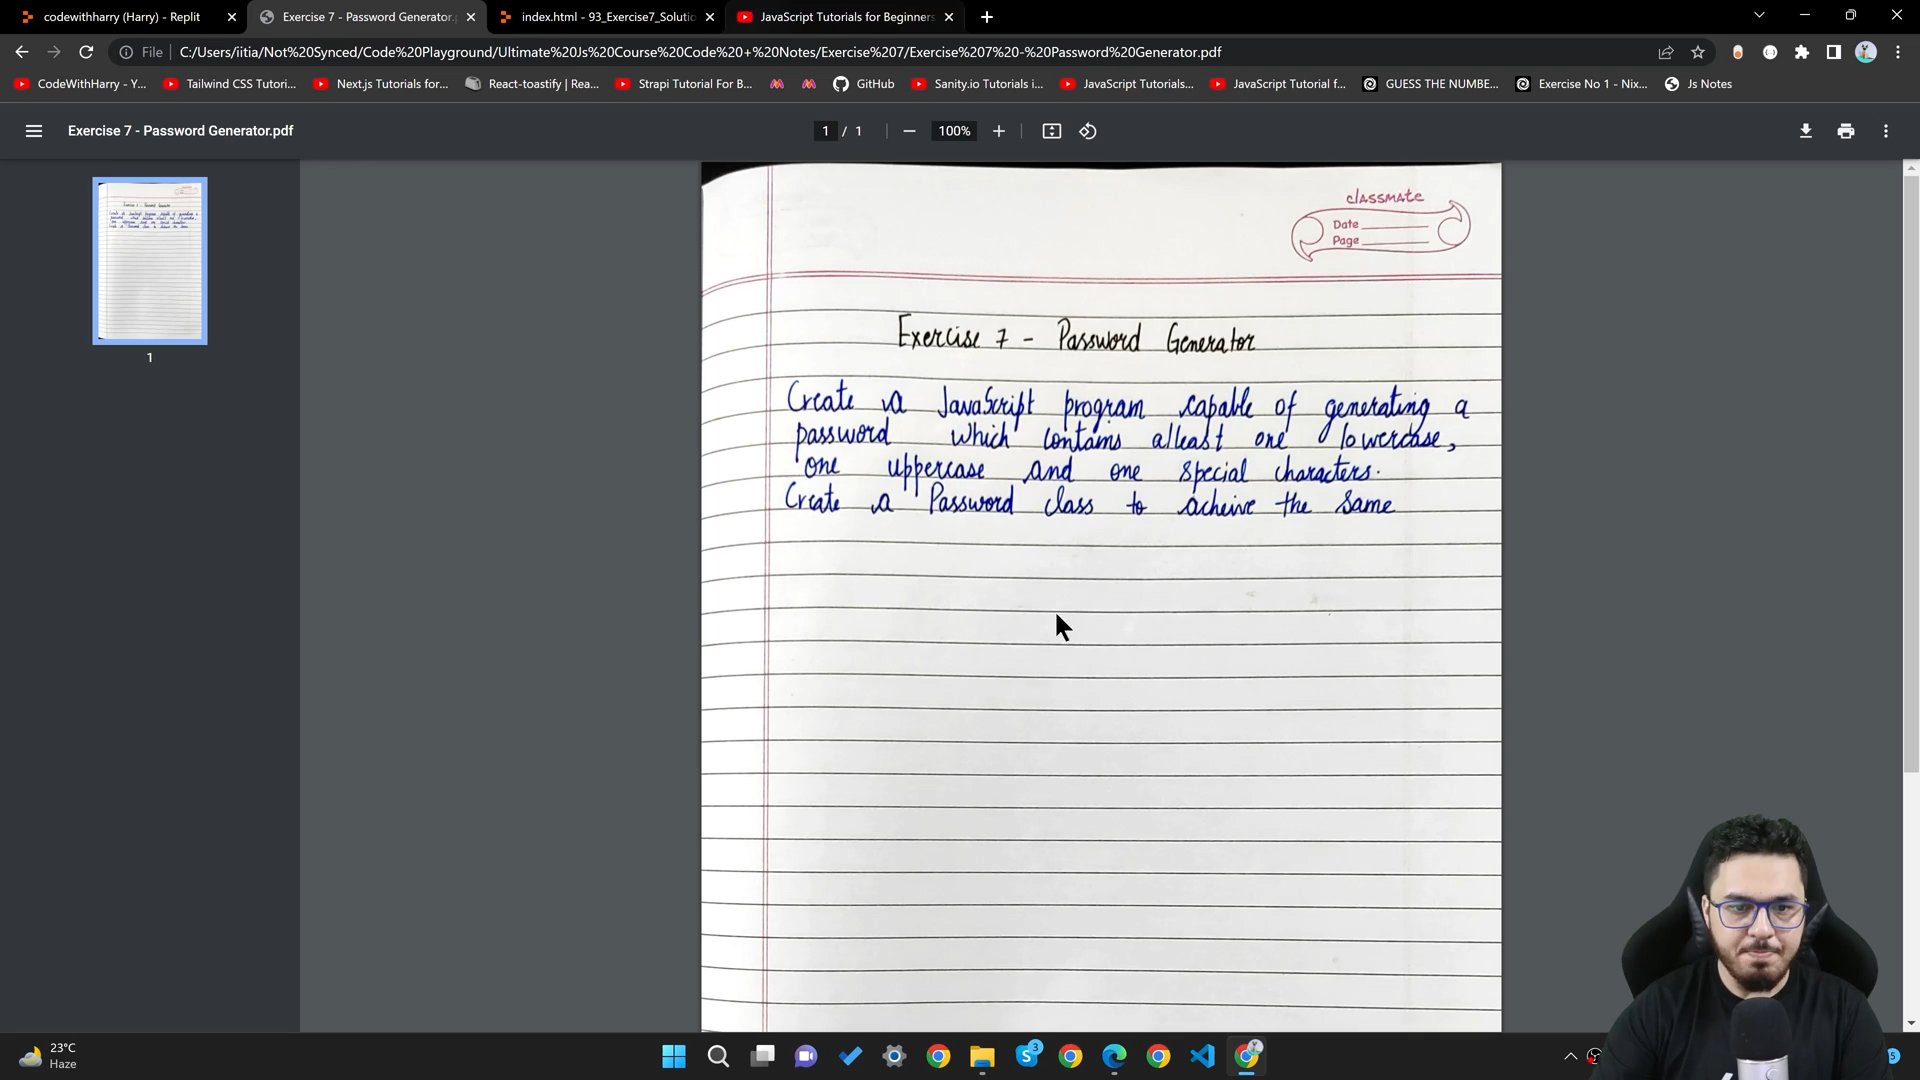 codewithharry (Harry) - Replit
Exercise 7 - Password Generator.p
index.html - 93_Exercise7_Solutio
JavaScript Tutorials for Beginners
File
C:/Users/iitia/Not%20Synced/Code%20Playground/Ultimate%20Js%20Course%20Code%20+%20Notes/Exercise%207/Exercise%207%20-%20Password%20Generator.pdf
CodeWithHarry - Y...
Tailwind CSS Tutori...
Next.js Tutorials for...
React-toastify | Rea...
Strapi Tutorial For B...
GitHub
Sanity.io Tutorials i...
JavaScript Tutorials...
JavaScript Tutorial f...
GUESS THE NUMBE...
Exercise No 1 - Nix...
Js Notes
Exercise 7 - Password Generator.pdf
1 / 1
100%
1
classmate
Date
Page
Exercise 7 - Password Generator
Create a JavaScript program capable of generating a
password which contains atleast one lowercase,
one uppercase and one special characters.
Create a Password class to acheive the same
23°C
Haze
3
5